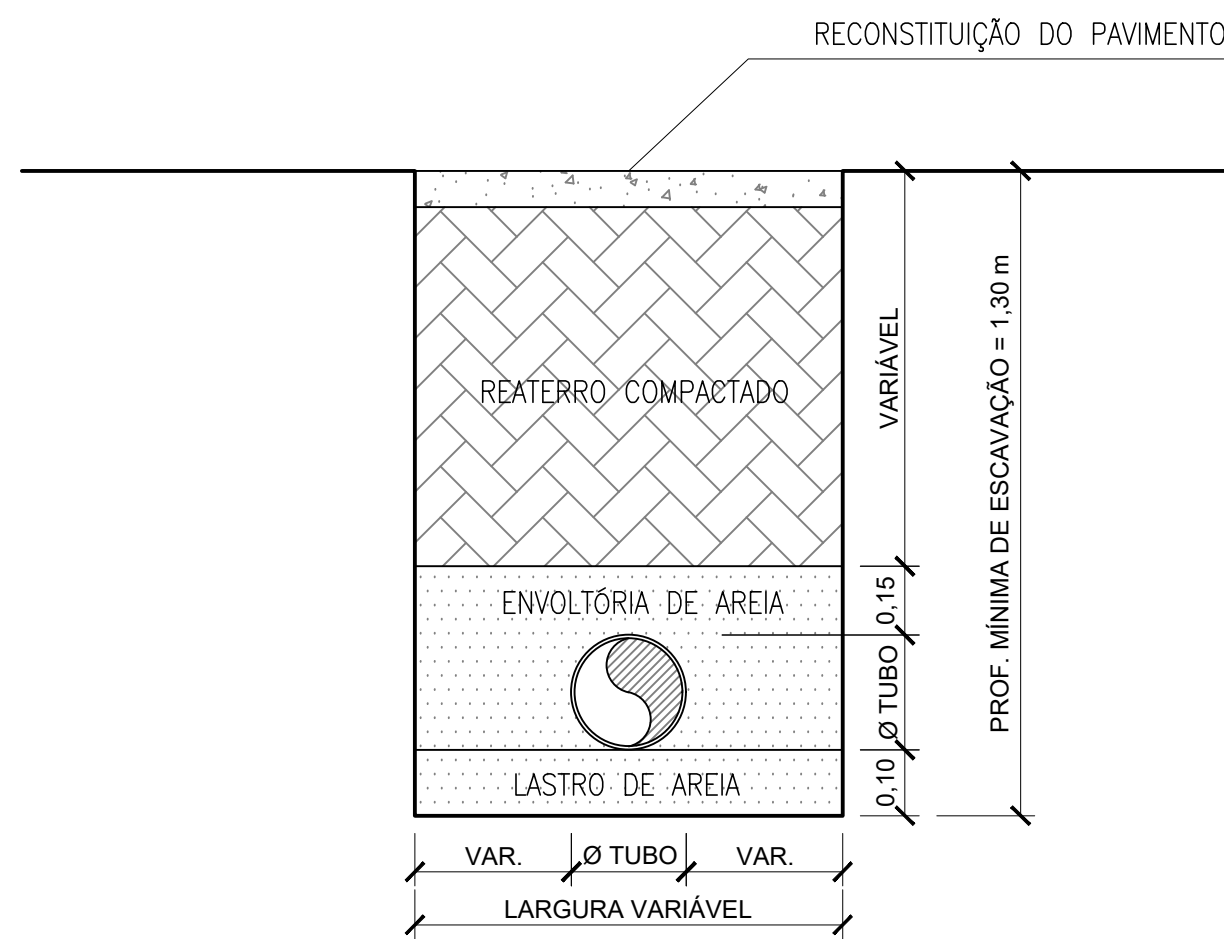 RECONSTITUIÇÃO DO PAVIMENTO
VARIÁVEL
PROF. MÍNIMA DE ESCAVAÇÃO = 1,30 m
REATERRO COMPACTADO
ENVOLTÓRIA DE AREIA
0,15
Ø TUBO
LASTRO DE AREIA
0,10
VAR.
Ø TUBO
VAR.
LARGURA VARIÁVEL